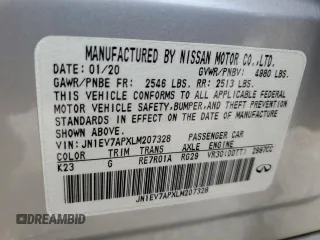 MANUFACTURED BY NISSAN MOTOR CO.,LTD.
DATE: 01/20 GVWR/PNBV: 4980 LBS.
GAWR/PNBE FR: 2546 LBS. RR: 2513 LBS.
THIS VEHICLE CONFORMS TO ALL APPLICABLE FEDERAL
MOTOR VEHICLE SAFETY, BUMPER, AND THEFT PREVENTION
STANDARDS IN EFFECT ON THE DATE OF MANUFACTURE
SHOWN ABOVE.
VIN: JN1EV7APXLM207328 PASSENGER CAR
COLOR TRIM TRANS AXLE ENGINE
K23 G RE7R01A RG28 VR30(DDTT) 2997CC
JN1EV7APXLM207328
DREAMBID